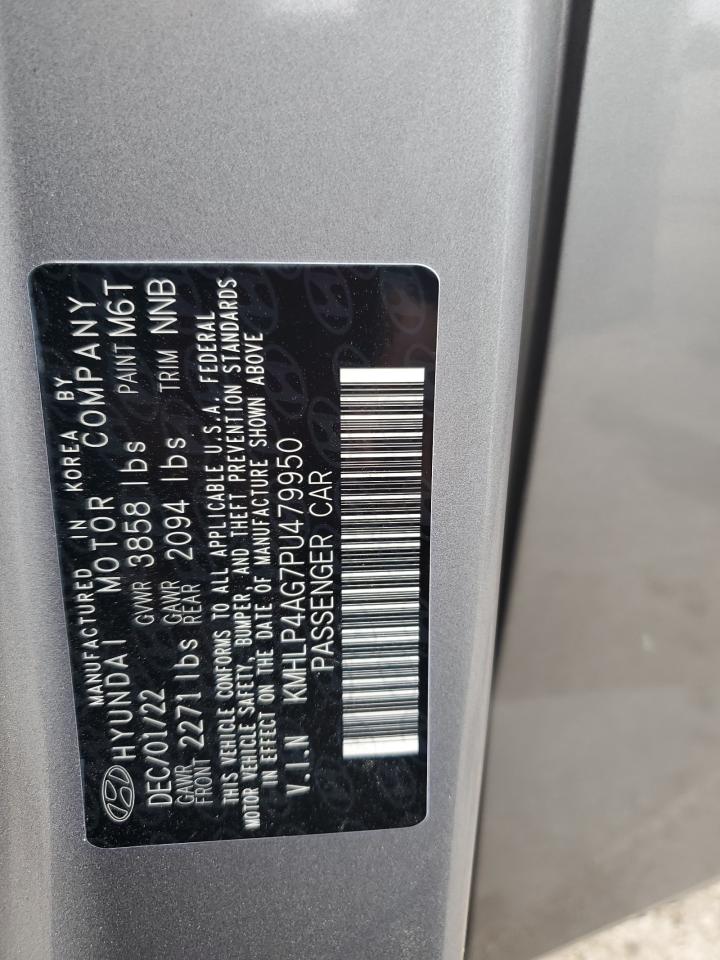 MANUFACTURED IN KOREA BY
HYUNDAI MOTOR COMPANY
DEC/01/22 GVWR 3858 lbs PAINT M6T
GAWR FRONT 2271 lbs GAWR REAR 2094 lbs TRIM NNB
THIS VEHICLE CONFORMS TO ALL APPLICABLE U.S.A. FEDERAL
MOTOR VEHICLE SAFETY, BUMPER, AND THEFT PREVENTION STANDARDS
IN EFFECT ON THE DATE OF MANUFACTURE SHOWN ABOVE
V.I.N KMHLP4AG7PU479950
PASSENGER CAR